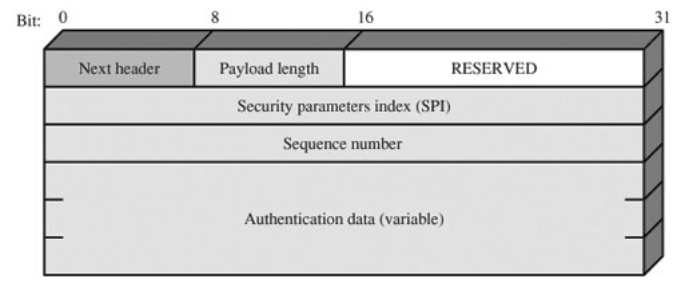 Bit: 0 8 16 31
Next header Payload length RESERVED
Security parameters index (SPI)
Sequence number
Authentication data (variable)